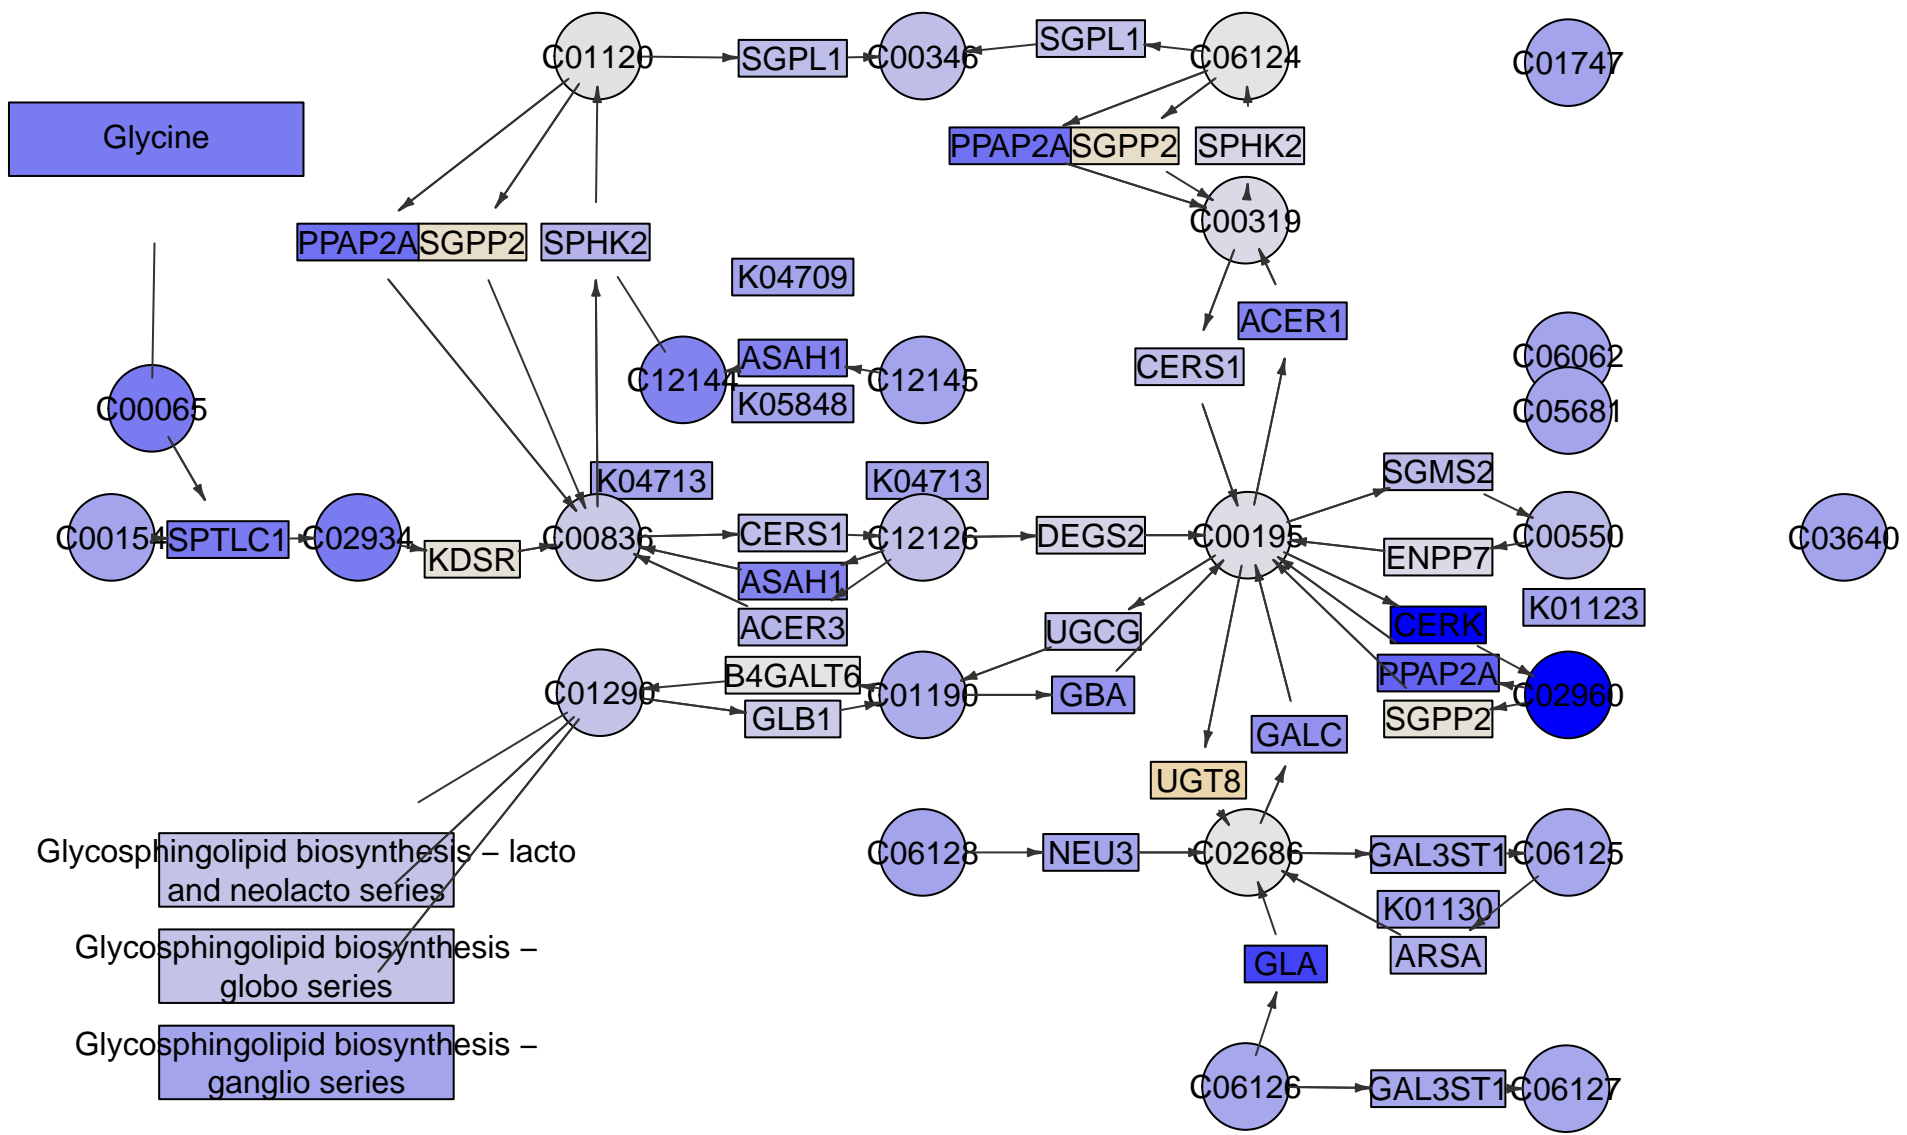 C01120
SGPL1
C00346
SGPL1
C06124
C01747
Glycine
PPAP2A
SGPP2
SPHK2
C00319
PPAP2A
SGPP2
SPHK2
K04709
ACER1
C12144
ASAH1
C12145
K05848
CERS1
C06062
C05681
C00065
K04713
K04713
SGMS2
C00154
SPTLC1
C02934
KDSR
C00836
CERS1
C12126
DEGS2
C00195
ENPP7
C00550
C03640
ASAH1
ACER3
UGCG
CERK
K01123
C01290
B4GALT6
GLB1
C01190
GBA
PPAP2A
SGPP2
C02960
GALC
UGT8
Glycosphingolipid biosynthesis – lacto
and neolacto series
C06128
NEU3
C02686
GAL3ST1
C06125
K01130
ARSA
Glycosphingolipid biosynthesis –
globo series
GLA
Glycosphingolipid biosynthesis –
ganglio series
C06126
GAL3ST1
C06127